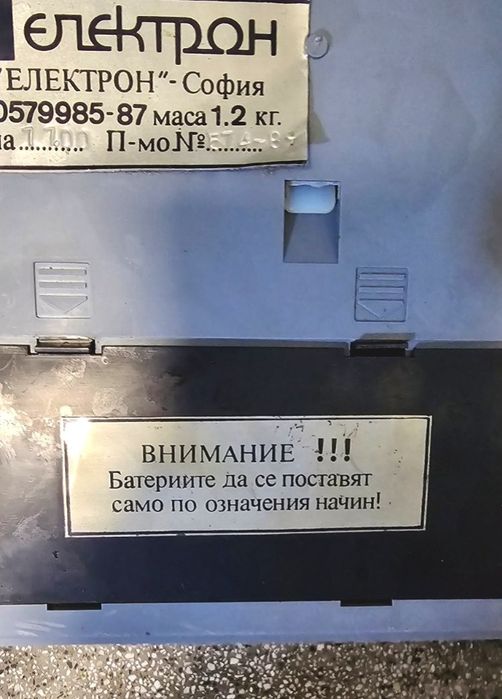 електрон
"ЕЛЕКТРОН"- София
0579985-87 маса 1.2 кг.
на.......... П-мо.№..........
ВНИМАНИЕ !!!
Батериите да се поставят
само по означения начин!